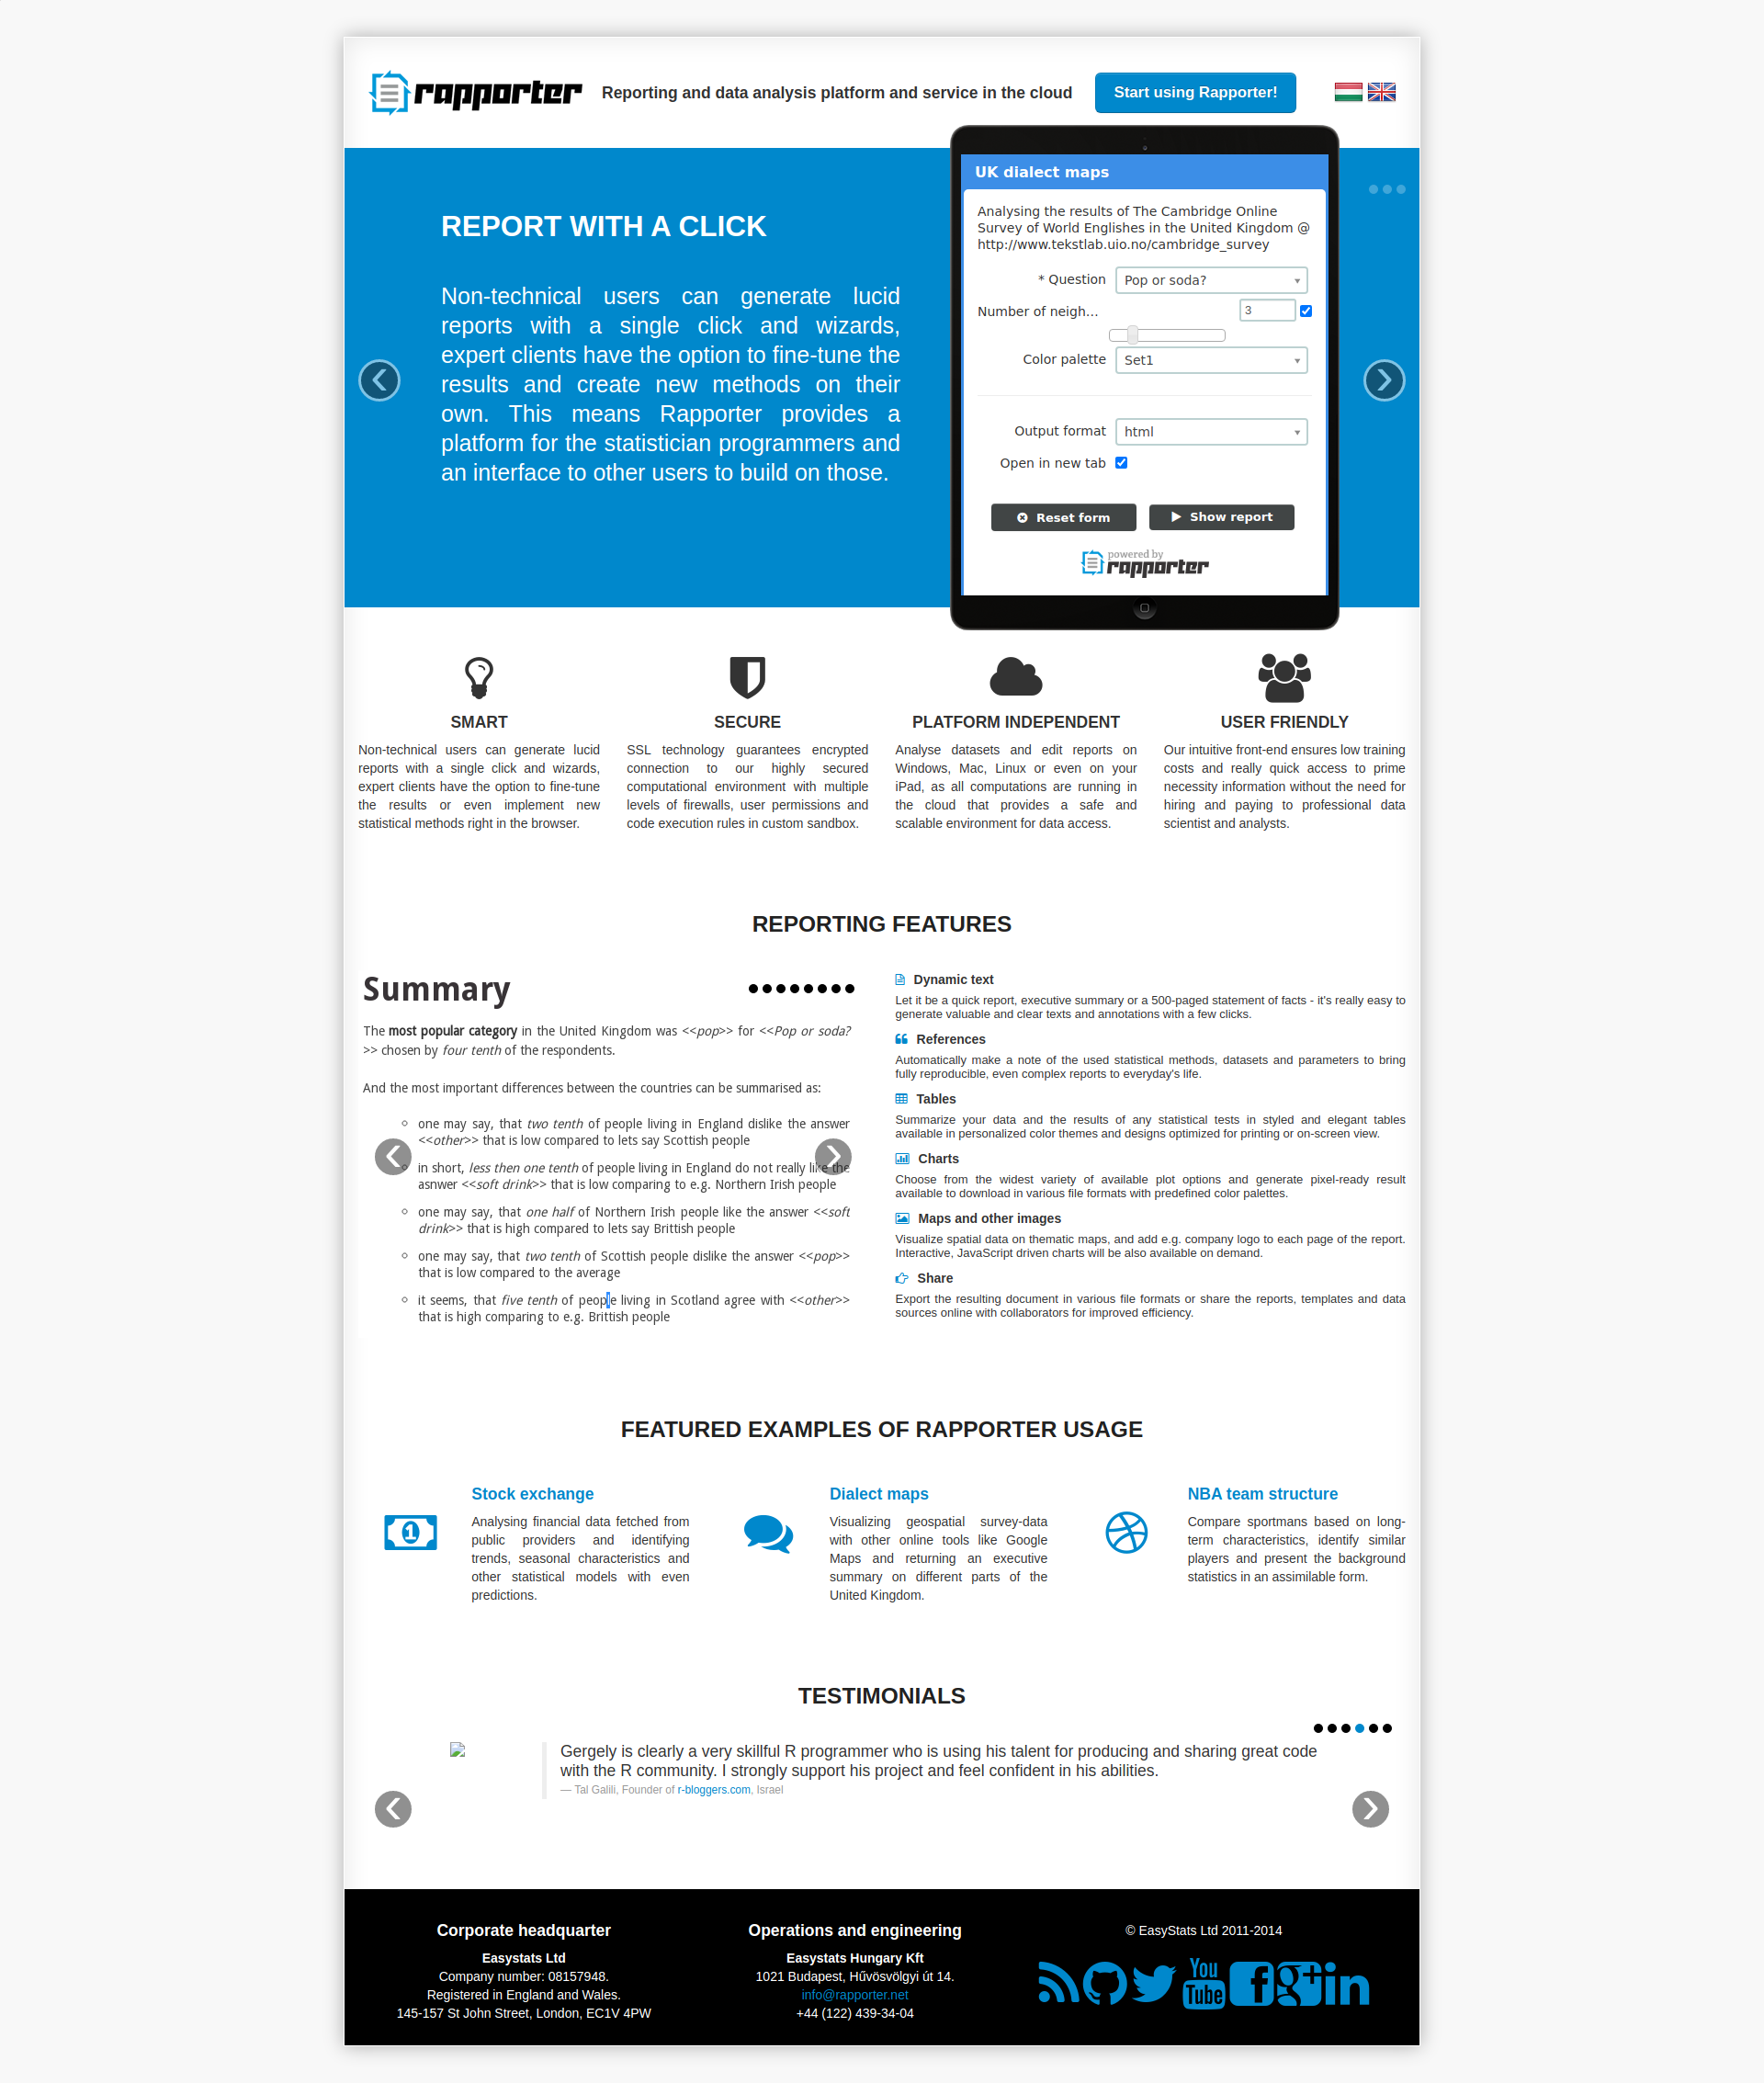 rapporter
Reporting and data analysis platform and service in the cloud
Start using Rapporter!
REPORT WITH A CLICK
Non-technical users can generate lucid
reports with a single click and wizards,
expert clients have the option to fine-tune the
results and create new methods on their
own. This means Rapporter provides a
platform for the statistician programmers and
an interface to other users to build on those.
UK dialect maps
Analysing the results of The Cambridge Online
Survey of World Englishes in the United Kingdom @
http://www.tekstlab.uio.no/cambridge_survey
* Question Pop or soda?
Number of neigh... 3
Color palette Set1
Output format html
Open in new tab
Reset form Show report
powered by
rapporter
SMART
Non-technical users can generate lucid
reports with a single click and wizards,
expert clients have the option to fine-tune
the results or even implement new
statistical methods right in the browser.
SECURE
SSL technology guarantees encrypted
connection to our highly secured
computational environment with multiple
levels of firewalls, user permissions and
code execution rules in custom sandbox.
PLATFORM INDEPENDENT
Analyse datasets and edit reports on
Windows, Mac, Linux or even on your
iPad, as all computations are running in
the cloud that provides a safe and
scalable environment for data access.
USER FRIENDLY
Our intuitive front-end ensures low training
costs and really quick access to prime
necessity information without the need for
hiring and paying to professional data
scientist and analysts.
REPORTING FEATURES
Summary
The most popular category in the United Kingdom was <<pop>> for <<Pop or soda?
>> chosen by four tenth of the respondents.
And the most important differences between the countries can be summarised as:
one may say, that two tenth of people living in England dislike the answer
<<other>> that is low compared to lets say Scottish people
in short, less then one tenth of people living in England do not really like the
asnwer <<soft drink>> that is low comparing to e.g. Northern Irish people
one may say, that one half of Northern Irish people like the answer <<soft
drink>> that is high compared to lets say Brittish people
one may say, that two tenth of Scottish people dislike the answer <<pop>>
that is low compared to the average
it seems, that five tenth of people living in Scotland agree with <<other>>
that is high comparing to e.g. Brittish people
Dynamic text
Let it be a quick report, executive summary or a 500-paged statement of facts - it's really easy to
generate valuable and clear texts and annotations with a few clicks.
References
Automatically make a note of the used statistical methods, datasets and parameters to bring
fully reproducible, even complex reports to everyday's life.
Tables
Summarize your data and the results of any statistical tests in styled and elegant tables
available in personalized color themes and designs optimized for printing or on-screen view.
Charts
Choose from the widest variety of available plot options and generate pixel-ready result
available to download in various file formats with predefined color palettes.
Maps and other images
Visualize spatial data on thematic maps, and add e.g. company logo to each page of the report.
Interactive, JavaScript driven charts will be also available on demand.
Share
Export the resulting document in various file formats or share the reports, templates and data
sources online with collaborators for improved efficiency.
FEATURED EXAMPLES OF RAPPORTER USAGE
Stock exchange
Analysing financial data fetched from
public providers and identifying
trends, seasonal characteristics and
other statistical models with even
predictions.
Dialect maps
Visualizing geospatial survey-data
with other online tools like Google
Maps and returning an executive
summary on different parts of the
United Kingdom.
NBA team structure
Compare sportmans based on long-
term characteristics, identify similar
players and present the background
statistics in an assimilable form.
TESTIMONIALS
Gergely is clearly a very skillful R programmer who is using his talent for producing and sharing great code
with the R community. I strongly support his project and feel confident in his abilities.
— Tal Galili, Founder of r-bloggers.com, Israel
Corporate headquarter
Easystats Ltd
Company number: 08157948.
Registered in England and Wales.
145-157 St John Street, London, EC1V 4PW
Operations and engineering
Easystats Hungary Kft
1021 Budapest, Hűvösvölgyi út 14.
info@rapporter.net
+44 (122) 439-34-04
© EasyStats Ltd 2011-2014
You
Tube